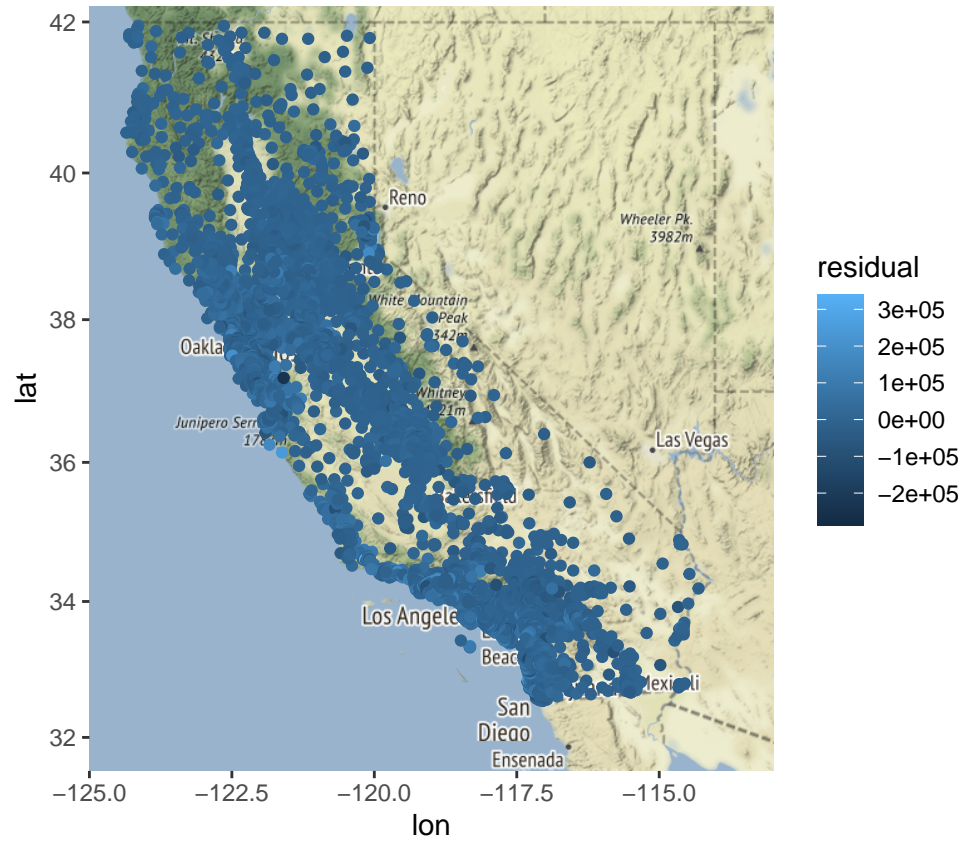 42
40
38
36
34
32
lat
−125.0
−122.5
−120.0
−117.5
−115.0
lon
Reno
Wheeler Pk.
3982m
White Mountain
Peak
342m
Oakla
Whitney
21m
Junipero Serr
Las Vegas
Los Angele
Beac
San
Diego
Ensenada
residual
3e+05
2e+05
1e+05
0e+00
−1e+05
−2e+05